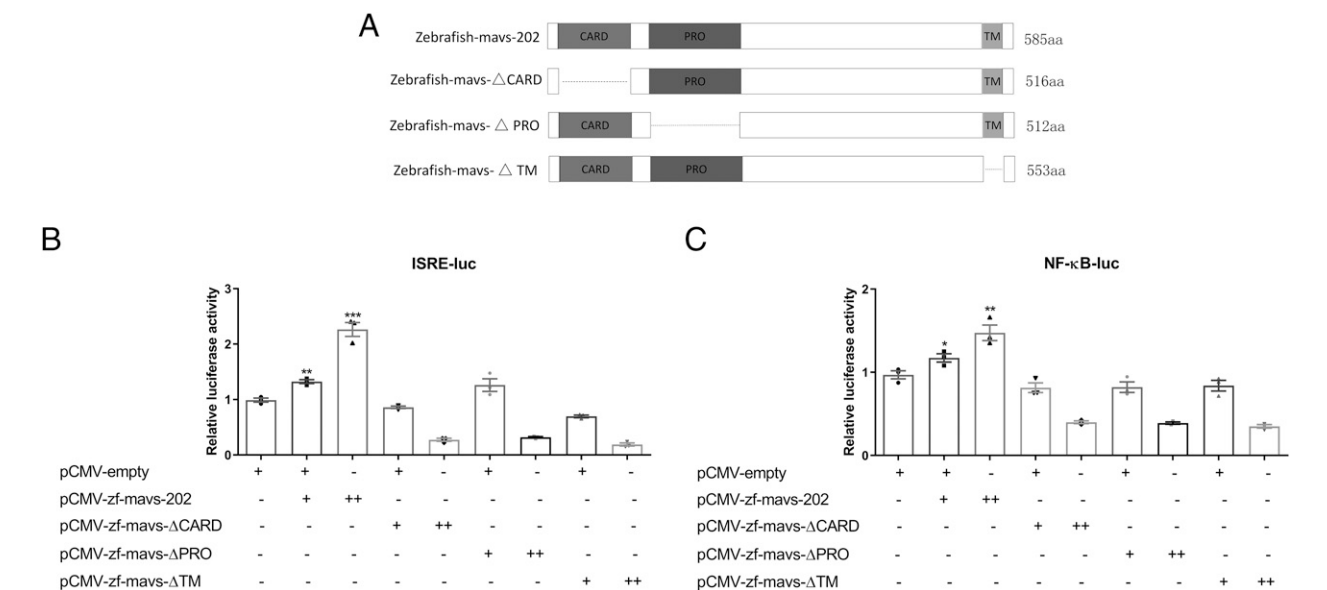 A
Zebrafish-mavs-202 CARD PRO TM 585aa
Zebrafish-mavs-△CARD PRO TM 516aa
Zebrafish-mavs- △ PRO CARD TM 512aa
Zebrafish-mavs- △ TM CARD PRO 553aa
B
ISRE-luc
Relative luciferase activity
3
2
1
0
** ***
pCMV-empty + + - + - + - + -
pCMV-zf-mavs-202 - + ++ - - - - - -
pCMV-zf-mavs-ΔCARD - - - + ++ - - - -
pCMV-zf-mavs-ΔPRO - - - - - + ++ - -
pCMV-zf-mavs-ΔTM - - - - - - - + ++
C
NF-κB-luc
Relative luciferase activity
2
1
0
* **
pCMV-empty + + - + - + - + -
pCMV-zf-mavs-202 - + ++ - - - - - -
pCMV-zf-mavs-ΔCARD - - - + ++ - - - -
pCMV-zf-mavs-ΔPRO - - - - - + ++ - -
pCMV-zf-mavs-ΔTM - - - - - - - + ++